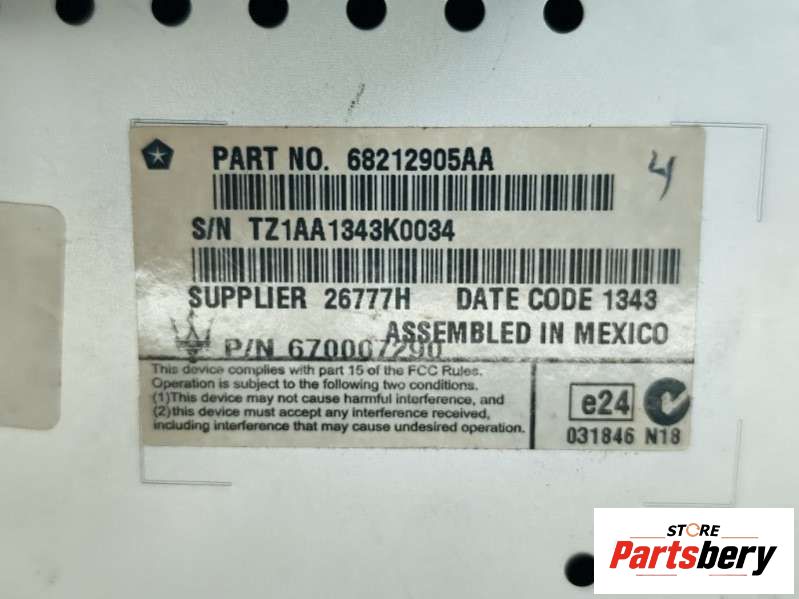 PART NO. 68212905AA
4
S/N TZ1AA1343K0034
SUPPLIER 26777H DATE CODE 1343
ASSEMBLED IN MEXICO
P/N 670007290
This device complies with part 15 of the FCC Rules.
Operation is subject to the following two conditions.
(1)This device may not cause harmful interference, and
(2)this device must accept any interference received,
including interference that may cause undesired operation.
e24
031846 N18
STORE
Partsbery